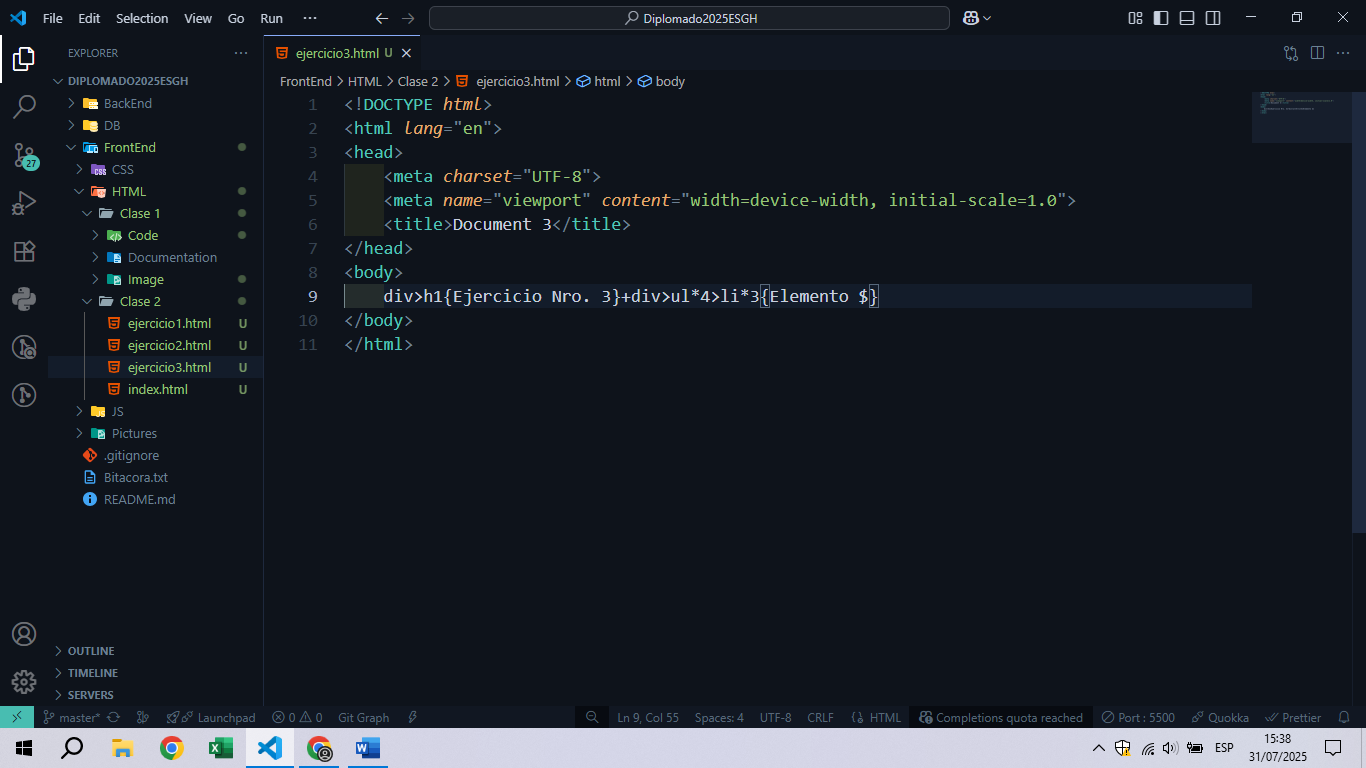 File Edit Selection View Go Run ··· Diplomado2025ESGH
EXPLORER ···
DIPLOMADO2025ESGH
BackEnd
DB
FrontEnd
CSS
HTML
Clase 1
Code
Documentation
Image
Clase 2
ejercicio1.html U
ejercicio2.html U
ejercicio3.html U
index.html U
JS
Pictures
.gitignore
Bitacora.txt
README.md
OUTLINE
TIMELINE
SERVERS
27
ejercicio3.html U
FrontEnd > HTML > Clase 2 > ejercicio3.html > html > body
1 <!DOCTYPE html>
2 <html lang="en">
3 <head>
4 <meta charset="UTF-8">
5 <meta name="viewport" content="width=device-width, initial-scale=1.0">
6 <title>Document 3</title>
7 </head>
8 <body>
9 div>h1{Ejercicio Nro. 3}+div>ul*4>li*3{Elemento $}
10 </body>
11 </html>
master* Launchpad 0 0 Git Graph Ln 9, Col 55 Spaces: 4 UTF-8 CRLF {} HTML Completions quota reached Port : 5500 Quokka Prettier
ESP
15:38
31/07/2025